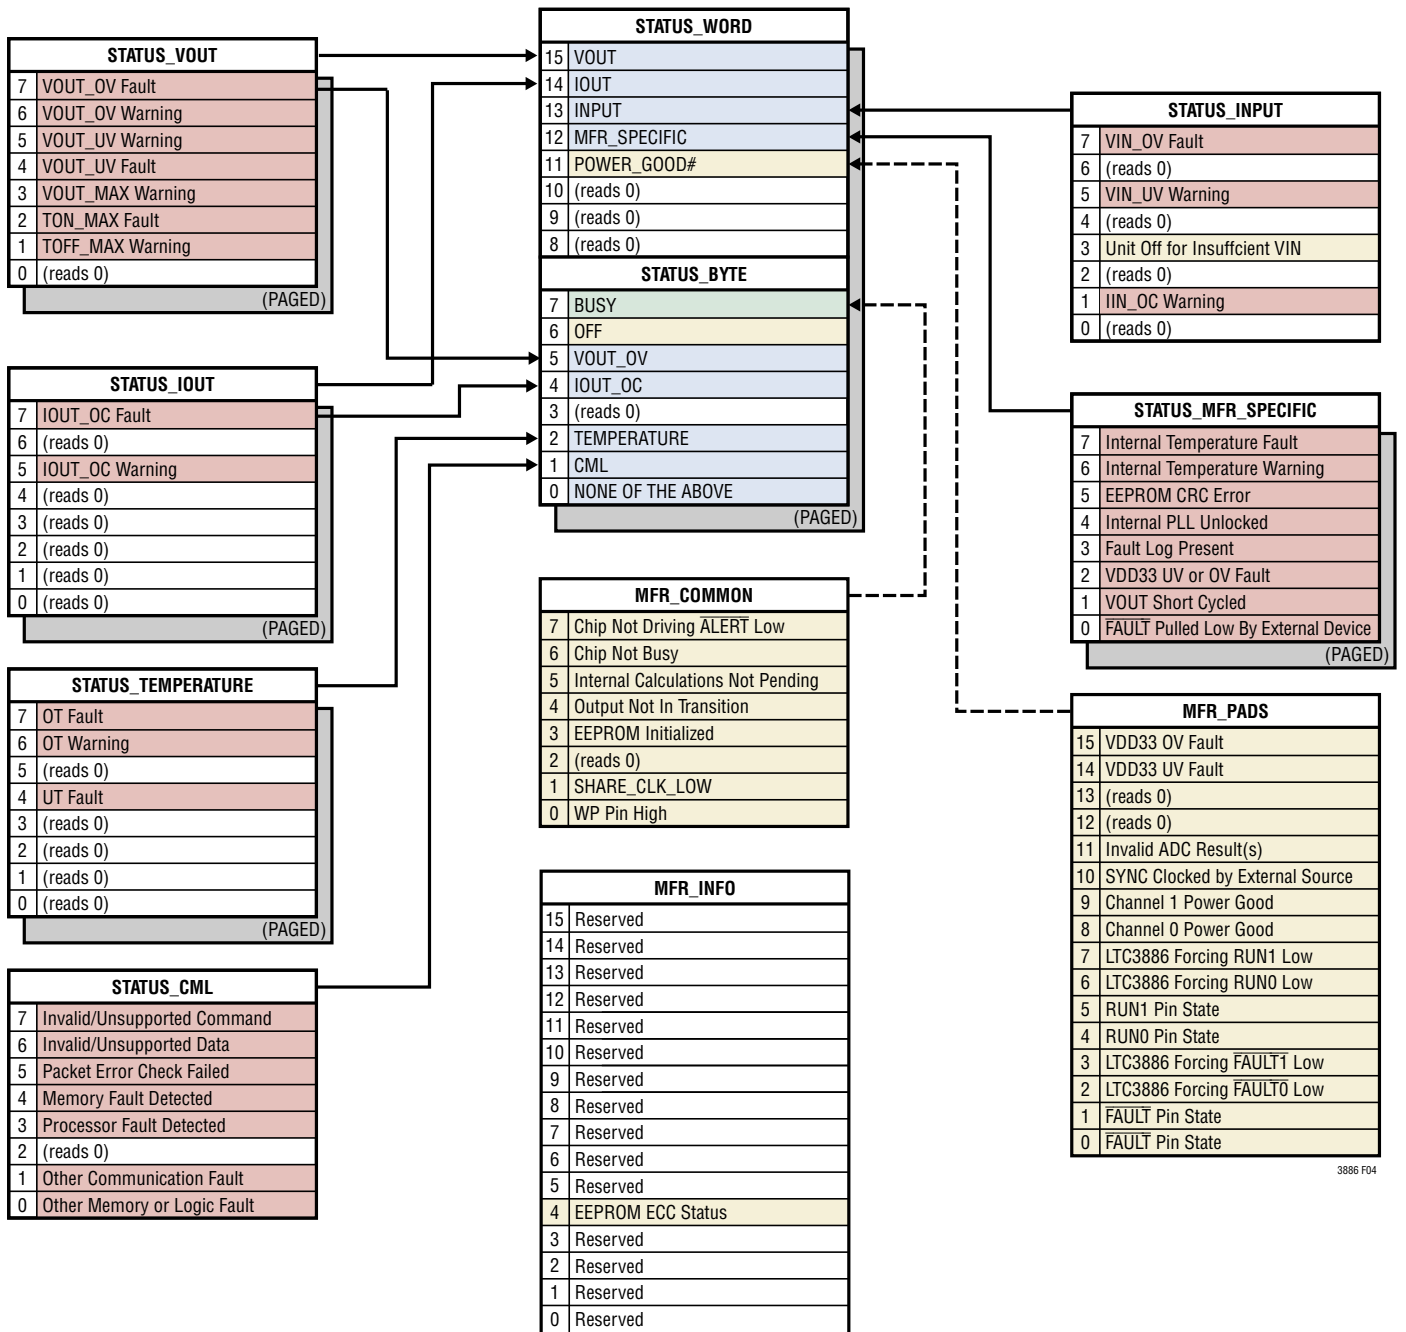 STATUS_VOUT
7 VOUT_OV Fault
6 VOUT_OV Warning
5 VOUT_UV Warning
4 VOUT_UV Fault
3 VOUT_MAX Warning
2 TON_MAX Fault
1 TOFF_MAX Warning
0 (reads 0)
(PAGED)
STATUS_IOUT
7 IOUT_OC Fault
6 (reads 0)
5 IOUT_OC Warning
4 (reads 0)
3 (reads 0)
2 (reads 0)
1 (reads 0)
0 (reads 0)
(PAGED)
STATUS_TEMPERATURE
7 OT Fault
6 OT Warning
5 (reads 0)
4 UT Fault
3 (reads 0)
2 (reads 0)
1 (reads 0)
0 (reads 0)
(PAGED)
STATUS_CML
7 Invalid/Unsupported Command
6 Invalid/Unsupported Data
5 Packet Error Check Failed
4 Memory Fault Detected
3 Processor Fault Detected
2 (reads 0)
1 Other Communication Fault
0 Other Memory or Logic Fault
STATUS_WORD
15 VOUT
14 IOUT
13 INPUT
12 MFR_SPECIFIC
11 POWER_GOOD#
10 (reads 0)
9 (reads 0)
8 (reads 0)
STATUS_BYTE
7 BUSY
6 OFF
5 VOUT_OV
4 IOUT_OC
3 (reads 0)
2 TEMPERATURE
1 CML
0 NONE OF THE ABOVE
(PAGED)
MFR_COMMON
7 Chip Not Driving ALERT Low
6 Chip Not Busy
5 Internal Calculations Not Pending
4 Output Not In Transition
3 EEPROM Initialized
2 (reads 0)
1 SHARE_CLK_LOW
0 WP Pin High
MFR_INFO
15 Reserved
14 Reserved
13 Reserved
12 Reserved
11 Reserved
10 Reserved
9 Reserved
8 Reserved
7 Reserved
6 Reserved
5 Reserved
4 EEPROM ECC Status
3 Reserved
2 Reserved
1 Reserved
0 Reserved
STATUS_INPUT
7 VIN_OV Fault
6 (reads 0)
5 VIN_UV Warning
4 (reads 0)
3 Unit Off for Insuffcient VIN
2 (reads 0)
1 IIN_OC Warning
0 (reads 0)
STATUS_MFR_SPECIFIC
7 Internal Temperature Fault
6 Internal Temperature Warning
5 EEPROM CRC Error
4 Internal PLL Unlocked
3 Fault Log Present
2 VDD33 UV or OV Fault
1 VOUT Short Cycled
0 FAULT Pulled Low By External Device
(PAGED)
MFR_PADS
15 VDD33 OV Fault
14 VDD33 UV Fault
13 (reads 0)
12 (reads 0)
11 Invalid ADC Result(s)
10 SYNC Clocked by External Source
9 Channel 1 Power Good
8 Channel 0 Power Good
7 LTC3886 Forcing RUN1 Low
6 LTC3886 Forcing RUN0 Low
5 RUN1 Pin State
4 RUN0 Pin State
3 LTC3886 Forcing FAULT1 Low
2 LTC3886 Forcing FAULT0 Low
1 FAULT Pin State
0 FAULT Pin State
3886 F04